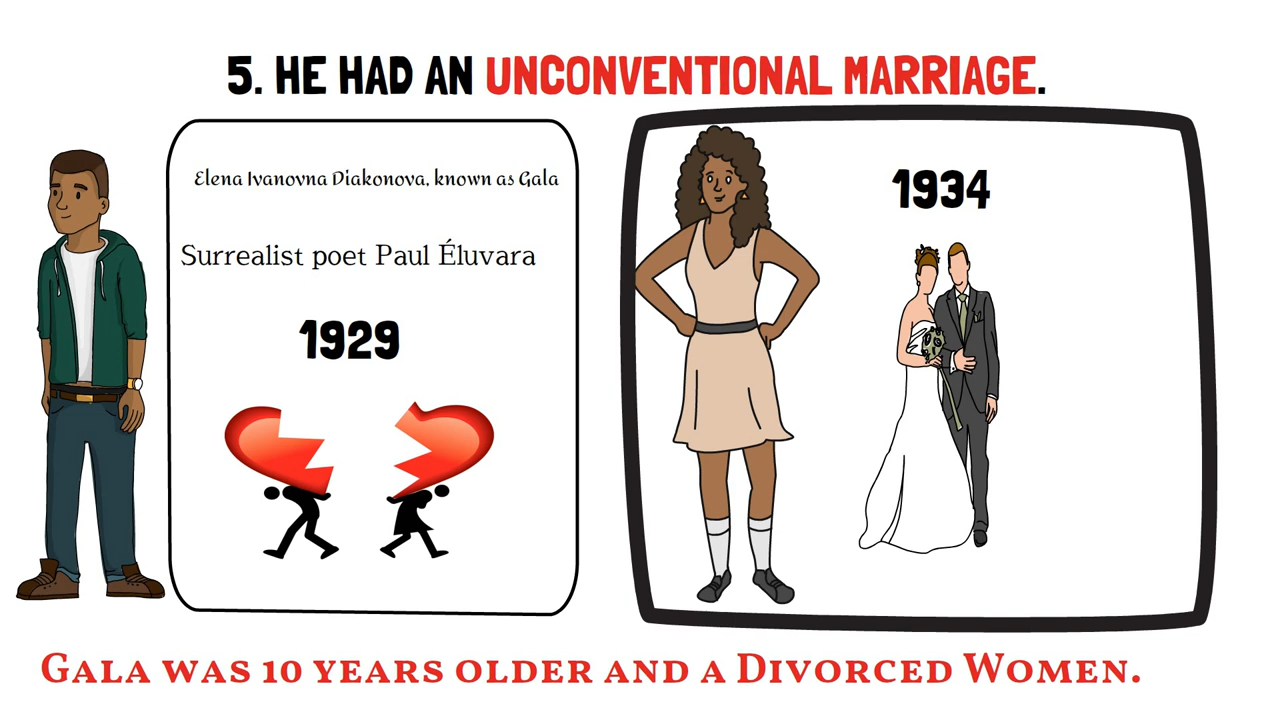 5. HE HAD AN UNCONVENTIONAL MARRIAGE.
Elena Ivanovna Diakonova, known as Gala
Surrealist poet Paul Éluvara
1929
1934
Gala was 10 years older and a Divorced Women.